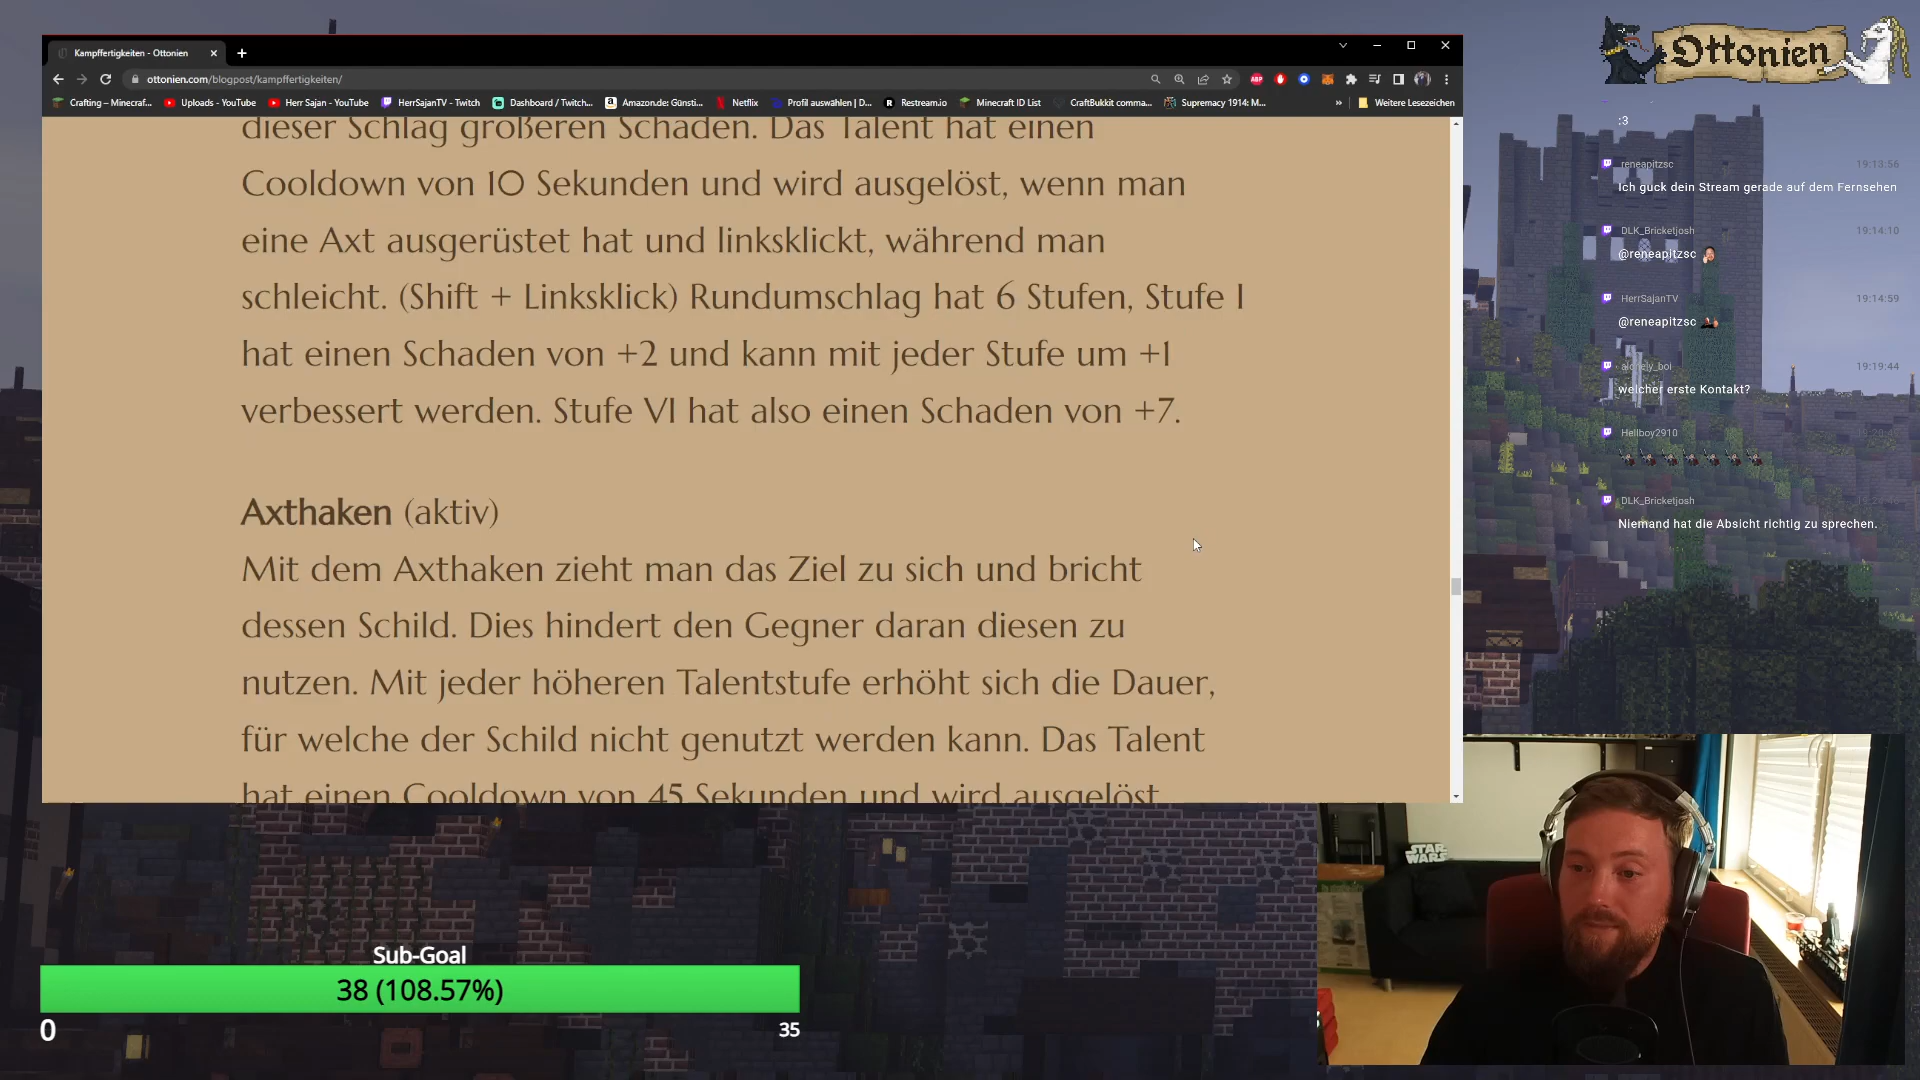 Kampffertigkeiten - Ottonien
ottonien.com/blogpost/kampffertigkeiten/
Crafting – Minecraf...
Uploads - YouTube
Herr Sajan - YouTube
HerrSajanTV - Twitch
Dashboard / Twitch...
Amazon.de: Günsti...
Netflix
Profil auswählen | D...
Restream.io
Minecraft ID List
CraftBukkit comma...
Supremacy 1914: M...
»
Weitere Lesezeichen
dieser Schlag größeren Schaden. Das Talent hat einen
Cooldown von 10 Sekunden und wird ausgelöst, wenn man
eine Axt ausgerüstet hat und linksklickt, während man
schleicht. (Shift + Linksklick) Rundumschlag hat 6 Stufen, Stufe I
hat einen Schaden von +2 und kann mit jeder Stufe um +1
verbessert werden. Stufe VI hat also einen Schaden von +7.
Axthaken (aktiv)
Mit dem Axthaken zieht man das Ziel zu sich und bricht
dessen Schild. Dies hindert den Gegner daran diesen zu
nutzen. Mit jeder höheren Talentstufe erhöht sich die Dauer,
für welche der Schild nicht genutzt werden kann. Das Talent
hat einen Cooldown von 45 Sekunden und wird ausgelöst,
Ottonien
:3
reneapitzsc 19:13:56
Ich guck dein Stream gerade auf dem Fernsehen
DLK_Bricketjosh 19:14:10
@reneapitzsc
HerrSajanTV 19:14:59
@reneapitzsc
19:19:44
welcher erste Kontakt?
Hellboy2910
DLK_Bricketjosh
Niemand hat die Absicht richtig zu sprechen.
STAR
WARS
Sub-Goal
38 (108.57%)
0
35